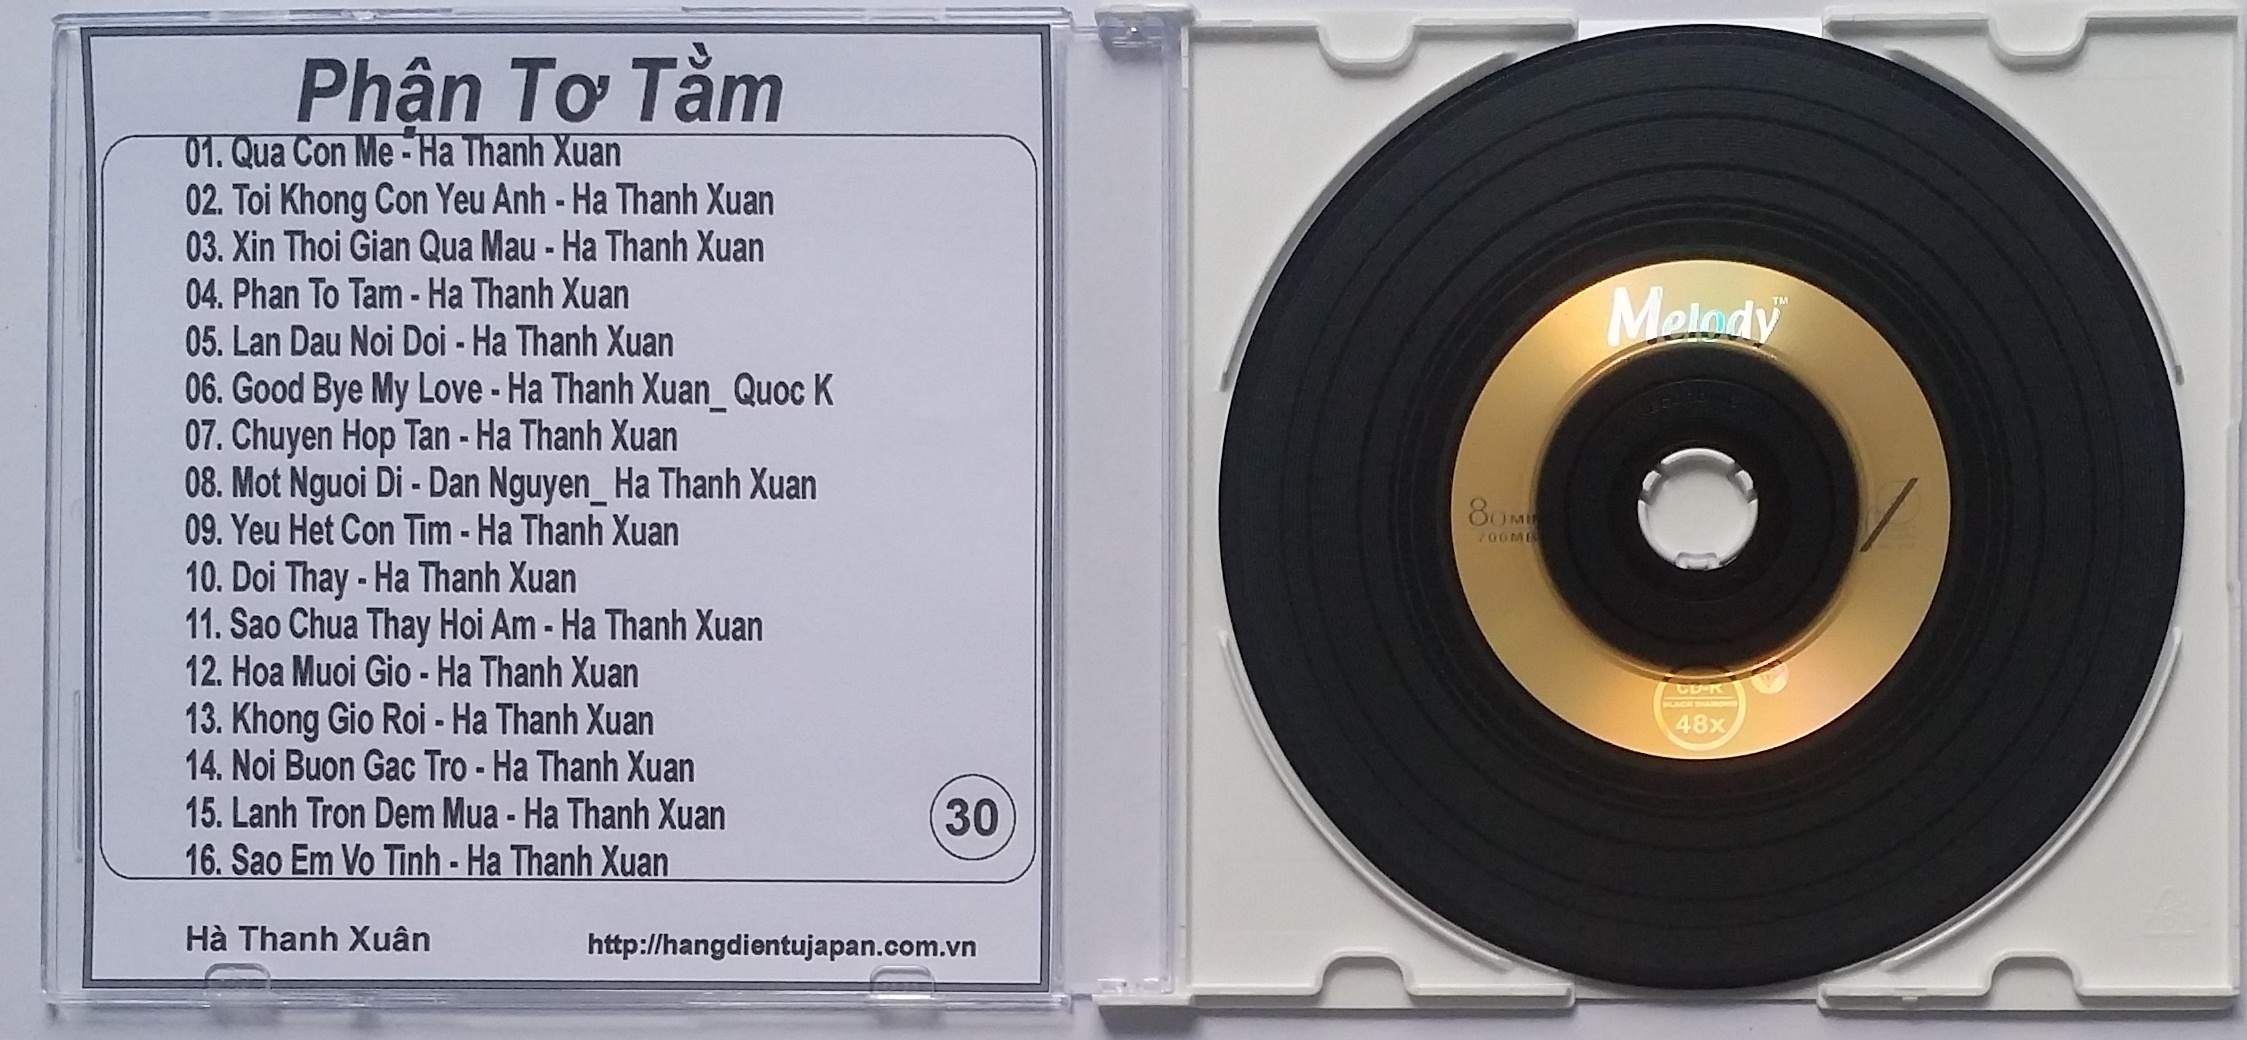 Phận Tơ Tằm
01. Qua Con Me - Ha Thanh Xuan
02. Toi Khong Con Yeu Anh - Ha Thanh Xuan
03. Xin Thoi Gian Qua Mau - Ha Thanh Xuan
04. Phan To Tam - Ha Thanh Xuan
05. Lan Dau Noi Doi - Ha Thanh Xuan
06. Good Bye My Love - Ha Thanh Xuan_ Quoc K
07. Chuyen Hop Tan - Ha Thanh Xuan
08. Mot Nguoi Di - Dan Nguyen_ Ha Thanh Xuan
09. Yeu Het Con Tim - Ha Thanh Xuan
10. Doi Thay - Ha Thanh Xuan
11. Sao Chua Thay Hoi Am - Ha Thanh Xuan
12. Hoa Muoi Gio - Ha Thanh Xuan
13. Khong Gio Roi - Ha Thanh Xuan
14. Noi Buon Gac Tro - Ha Thanh Xuan
15. Lanh Tron Dem Mua - Ha Thanh Xuan
16. Sao Em Vo Tinh - Ha Thanh Xuan
30
Hà Thanh Xuân
http://hangdientujapan.com.vn
Melody™
80MIN
700MB
CD-R
BLACK DIAMOND
48x